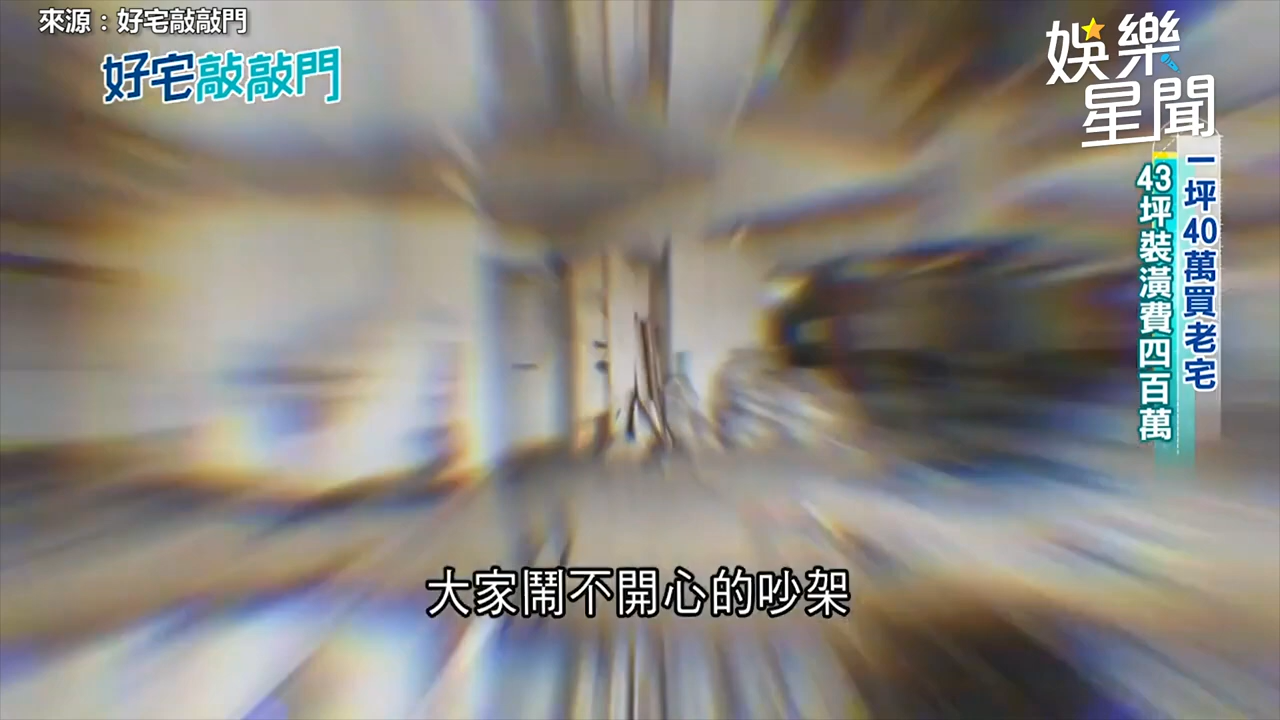 來源：好宅敲敲門
好宅敲敲門
娛樂
星聞
一坪40萬買老宅
43坪裝潢費四百萬
大家鬧不開心的吵架